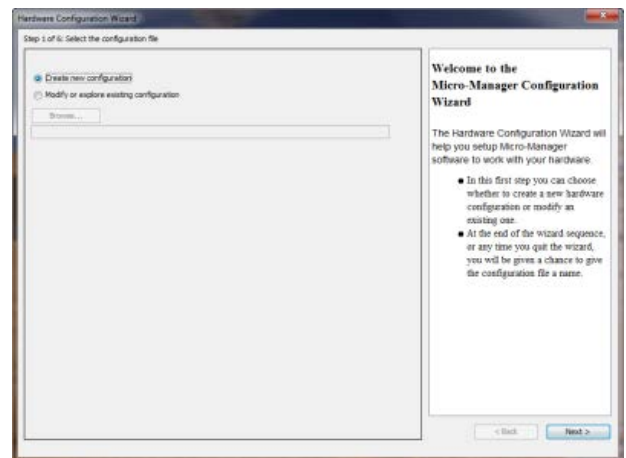 Hardware Configuration Wizard
Step 1 of 6: Select the configuration file
Create new configuration
Modify or explore existing configuration
Browse...
Welcome to the
Micro-Manager Configuration
Wizard
The Hardware Configuration Wizard will
help you setup Micro-Manager
software to work with your hardware.
● In this first step you can choose
whether to create a new hardware
configuration or modify an
existing one.
● At the end of the wizard sequence,
or any time you quit the wizard,
you will be given a chance to give
the configuration file a name.
< Back
Next >